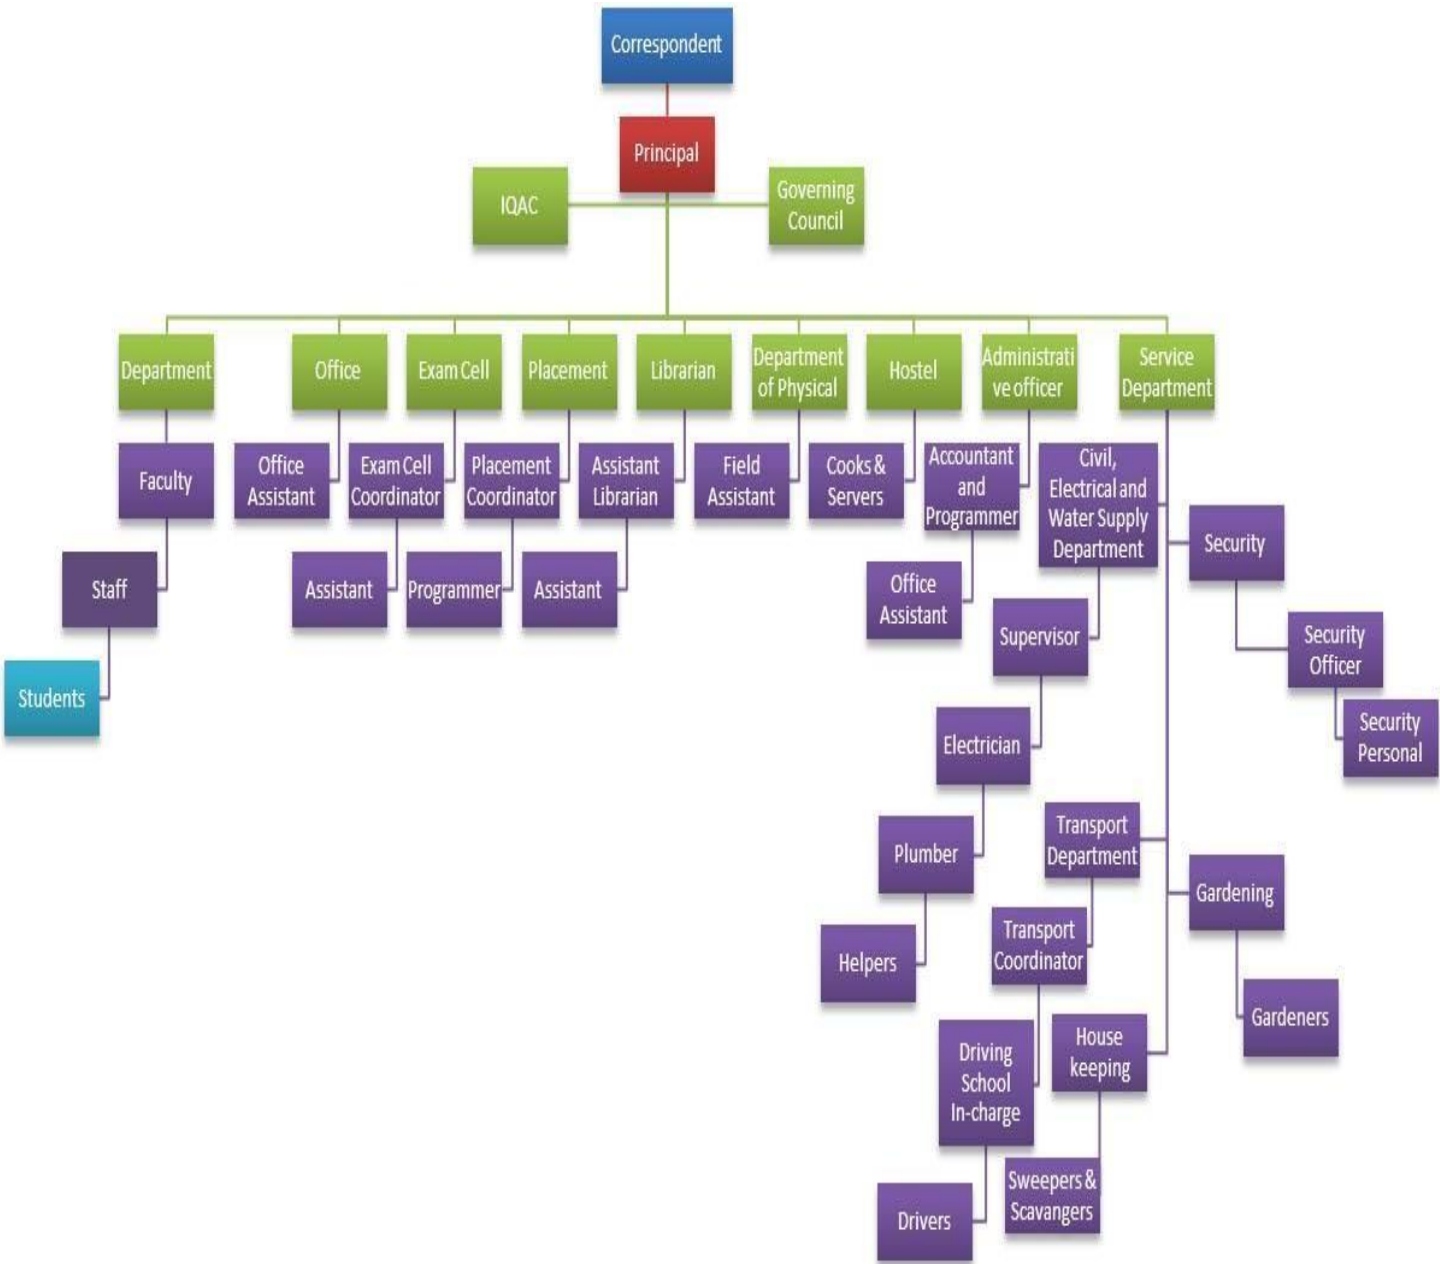 Correspondent
Principal
IQAC
Governing
Council
Department
Office
Exam Cell
Placement
Librarian
Department
of Physical
Hostel
Administrati
ve officer
Service
Department
Faculty
Office
Assistant
Exam Cell
Coordinator
Placement
Coordinator
Assistant
Librarian
Field
Assistant
Cooks &
Servers
Accountant
and
Programmer
Civil,
Electrical and
Water Supply
Department
Security
Staff
Assistant
Programmer
Assistant
Office
Assistant
Supervisor
Security
Officer
Students
Electrician
Security
Personal
Plumber
Transport
Department
Gardening
Helpers
Transport
Coordinator
Gardeners
Driving
School
In-charge
House
keeping
Drivers
Sweepers &
Scavangers